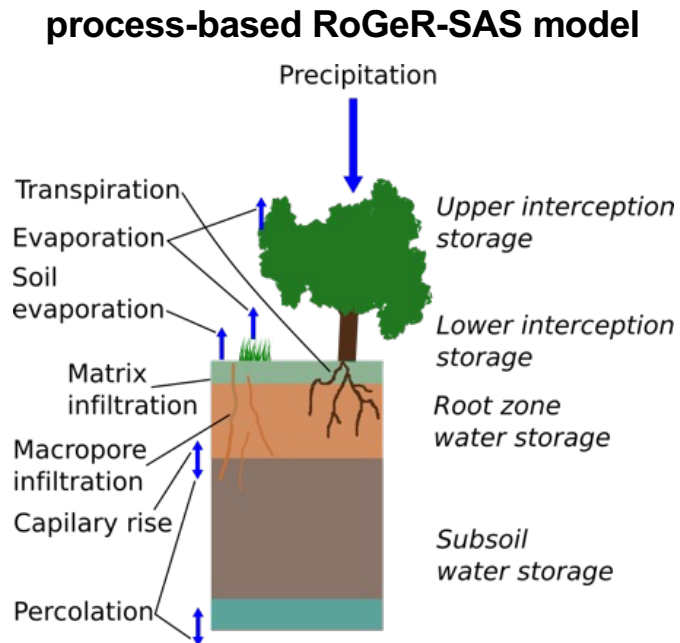 process-based RoGeR-SAS model
Precipitation
Transpiration
Evaporation
Soil
evaporation
Matrix
infiltration
Macropore
infiltration
Capilary rise
Percolation
Upper interception
storage
Lower interception
storage
Root zone
water storage
Subsoil
water storage